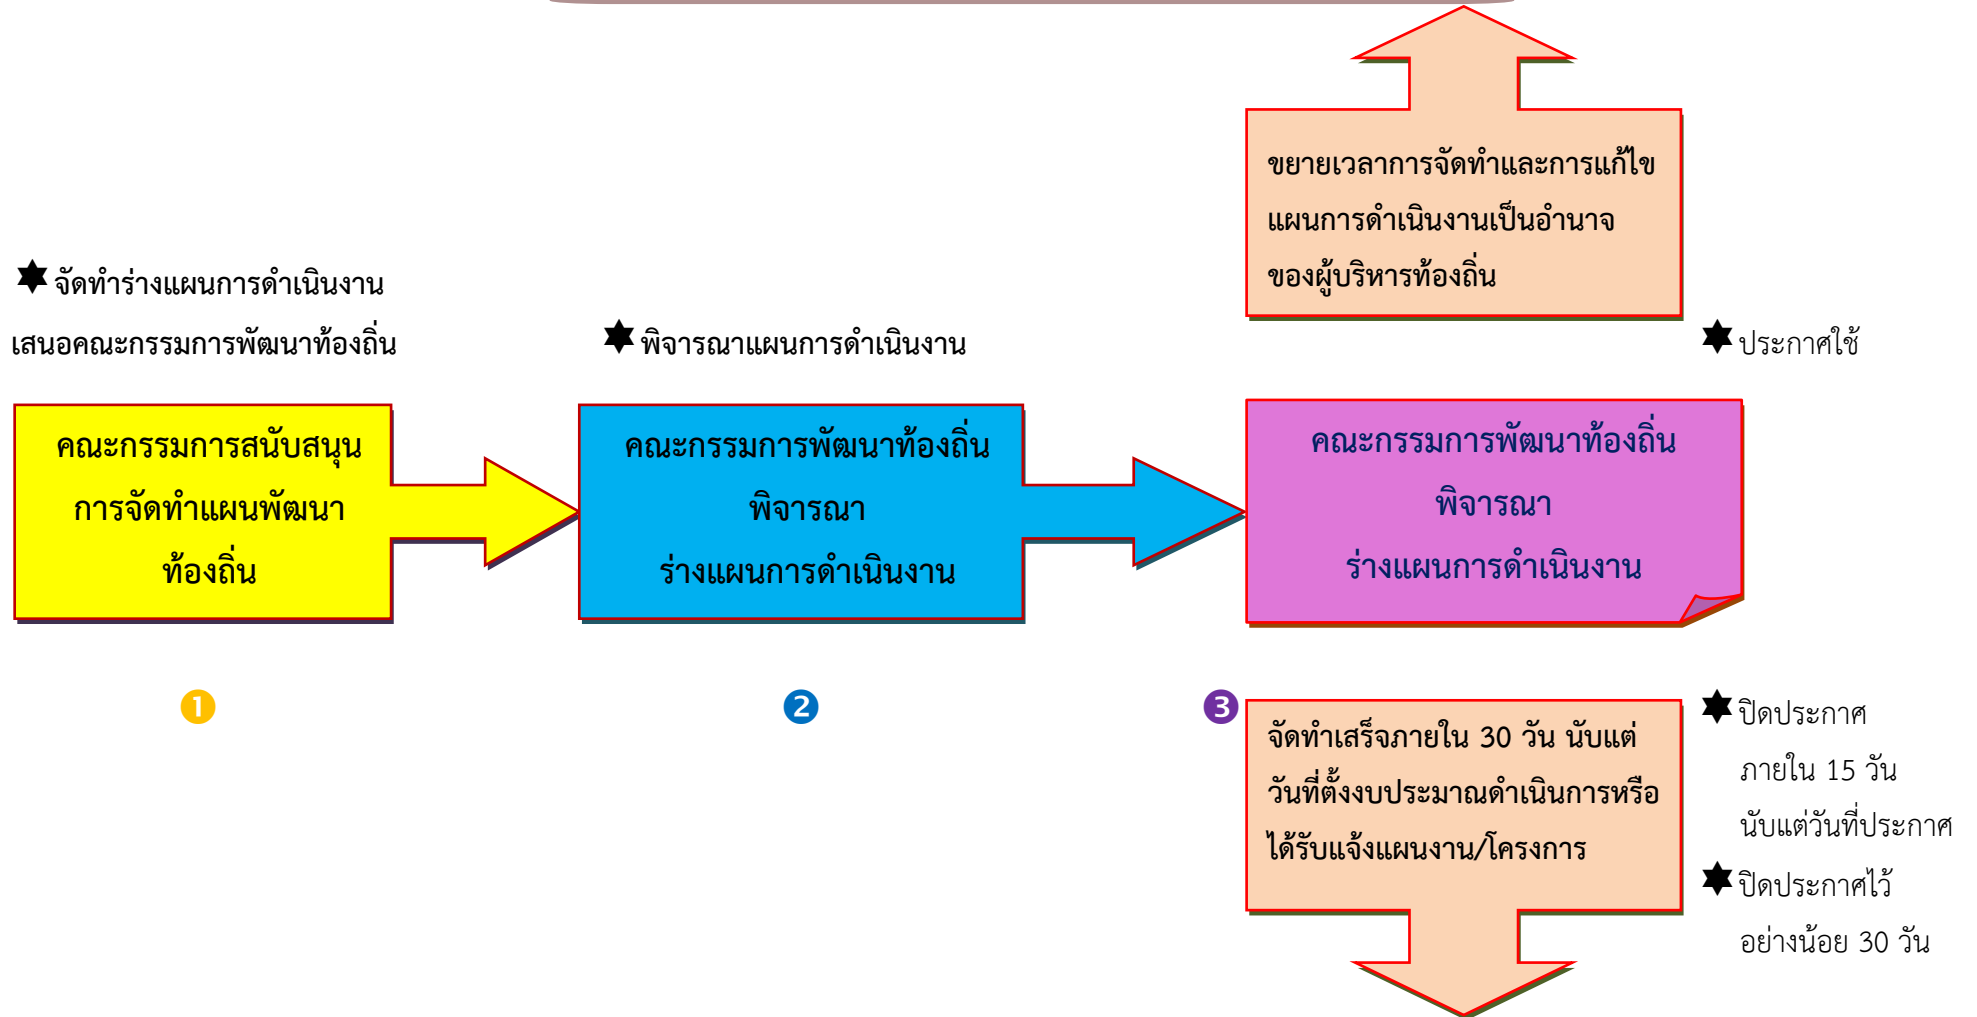 ขยายเวลาการจัดทำและการแก้ไข
แผนการดำเนินงานเป็นอำนาจ
ของผู้บริหารท้องถิ่น
✶ จัดทำร่างแผนการดำเนินงาน
เสนอคณะกรรมการพัฒนาท้องถิ่น
✶ พิจารณาแผนการดำเนินงาน
✶ ประกาศใช้
คณะกรรมการสนับสนุน
การจัดทำแผนพัฒนา
ท้องถิ่น
คณะกรรมการพัฒนาท้องถิ่น
พิจารณา
ร่างแผนการดำเนินงาน
คณะกรรมการพัฒนาท้องถิ่น
พิจารณา
ร่างแผนการดำเนินงาน
❶
❷
❸
จัดทำเสร็จภายใน 30 วัน นับแต่
วันที่ตั้งงบประมาณดำเนินการหรือ
ได้รับแจ้งแผนงาน/โครงการ
✶ ปิดประกาศ
ภายใน 15 วัน
นับแต่วันที่ประกาศ
✶ ปิดประกาศไว้
อย่างน้อย 30 วัน